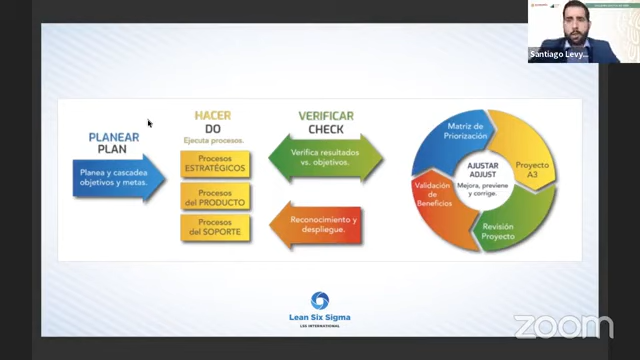 Santiago Levy...
PLANEAR
PLAN
Planea y cascadea
objetivos y metas.
HACER
DO
Ejecuta procesos.
Procesos
ESTRATÉGICOS
Procesos
del PRODUCTO
Procesos
del SOPORTE
VERIFICAR
CHECK
Verifica resultados
vs. objetivos.
Reconocimiento y
despliegue.
Matriz de
Priorización
Proyecto
A3
Revisión
Proyecto
Validación
de
Beneficios
AJUSTAR
ADJUST
Mejora, previene
y corrige.
Lean Six Sigma
LSS INTERNATIONAL
zoom